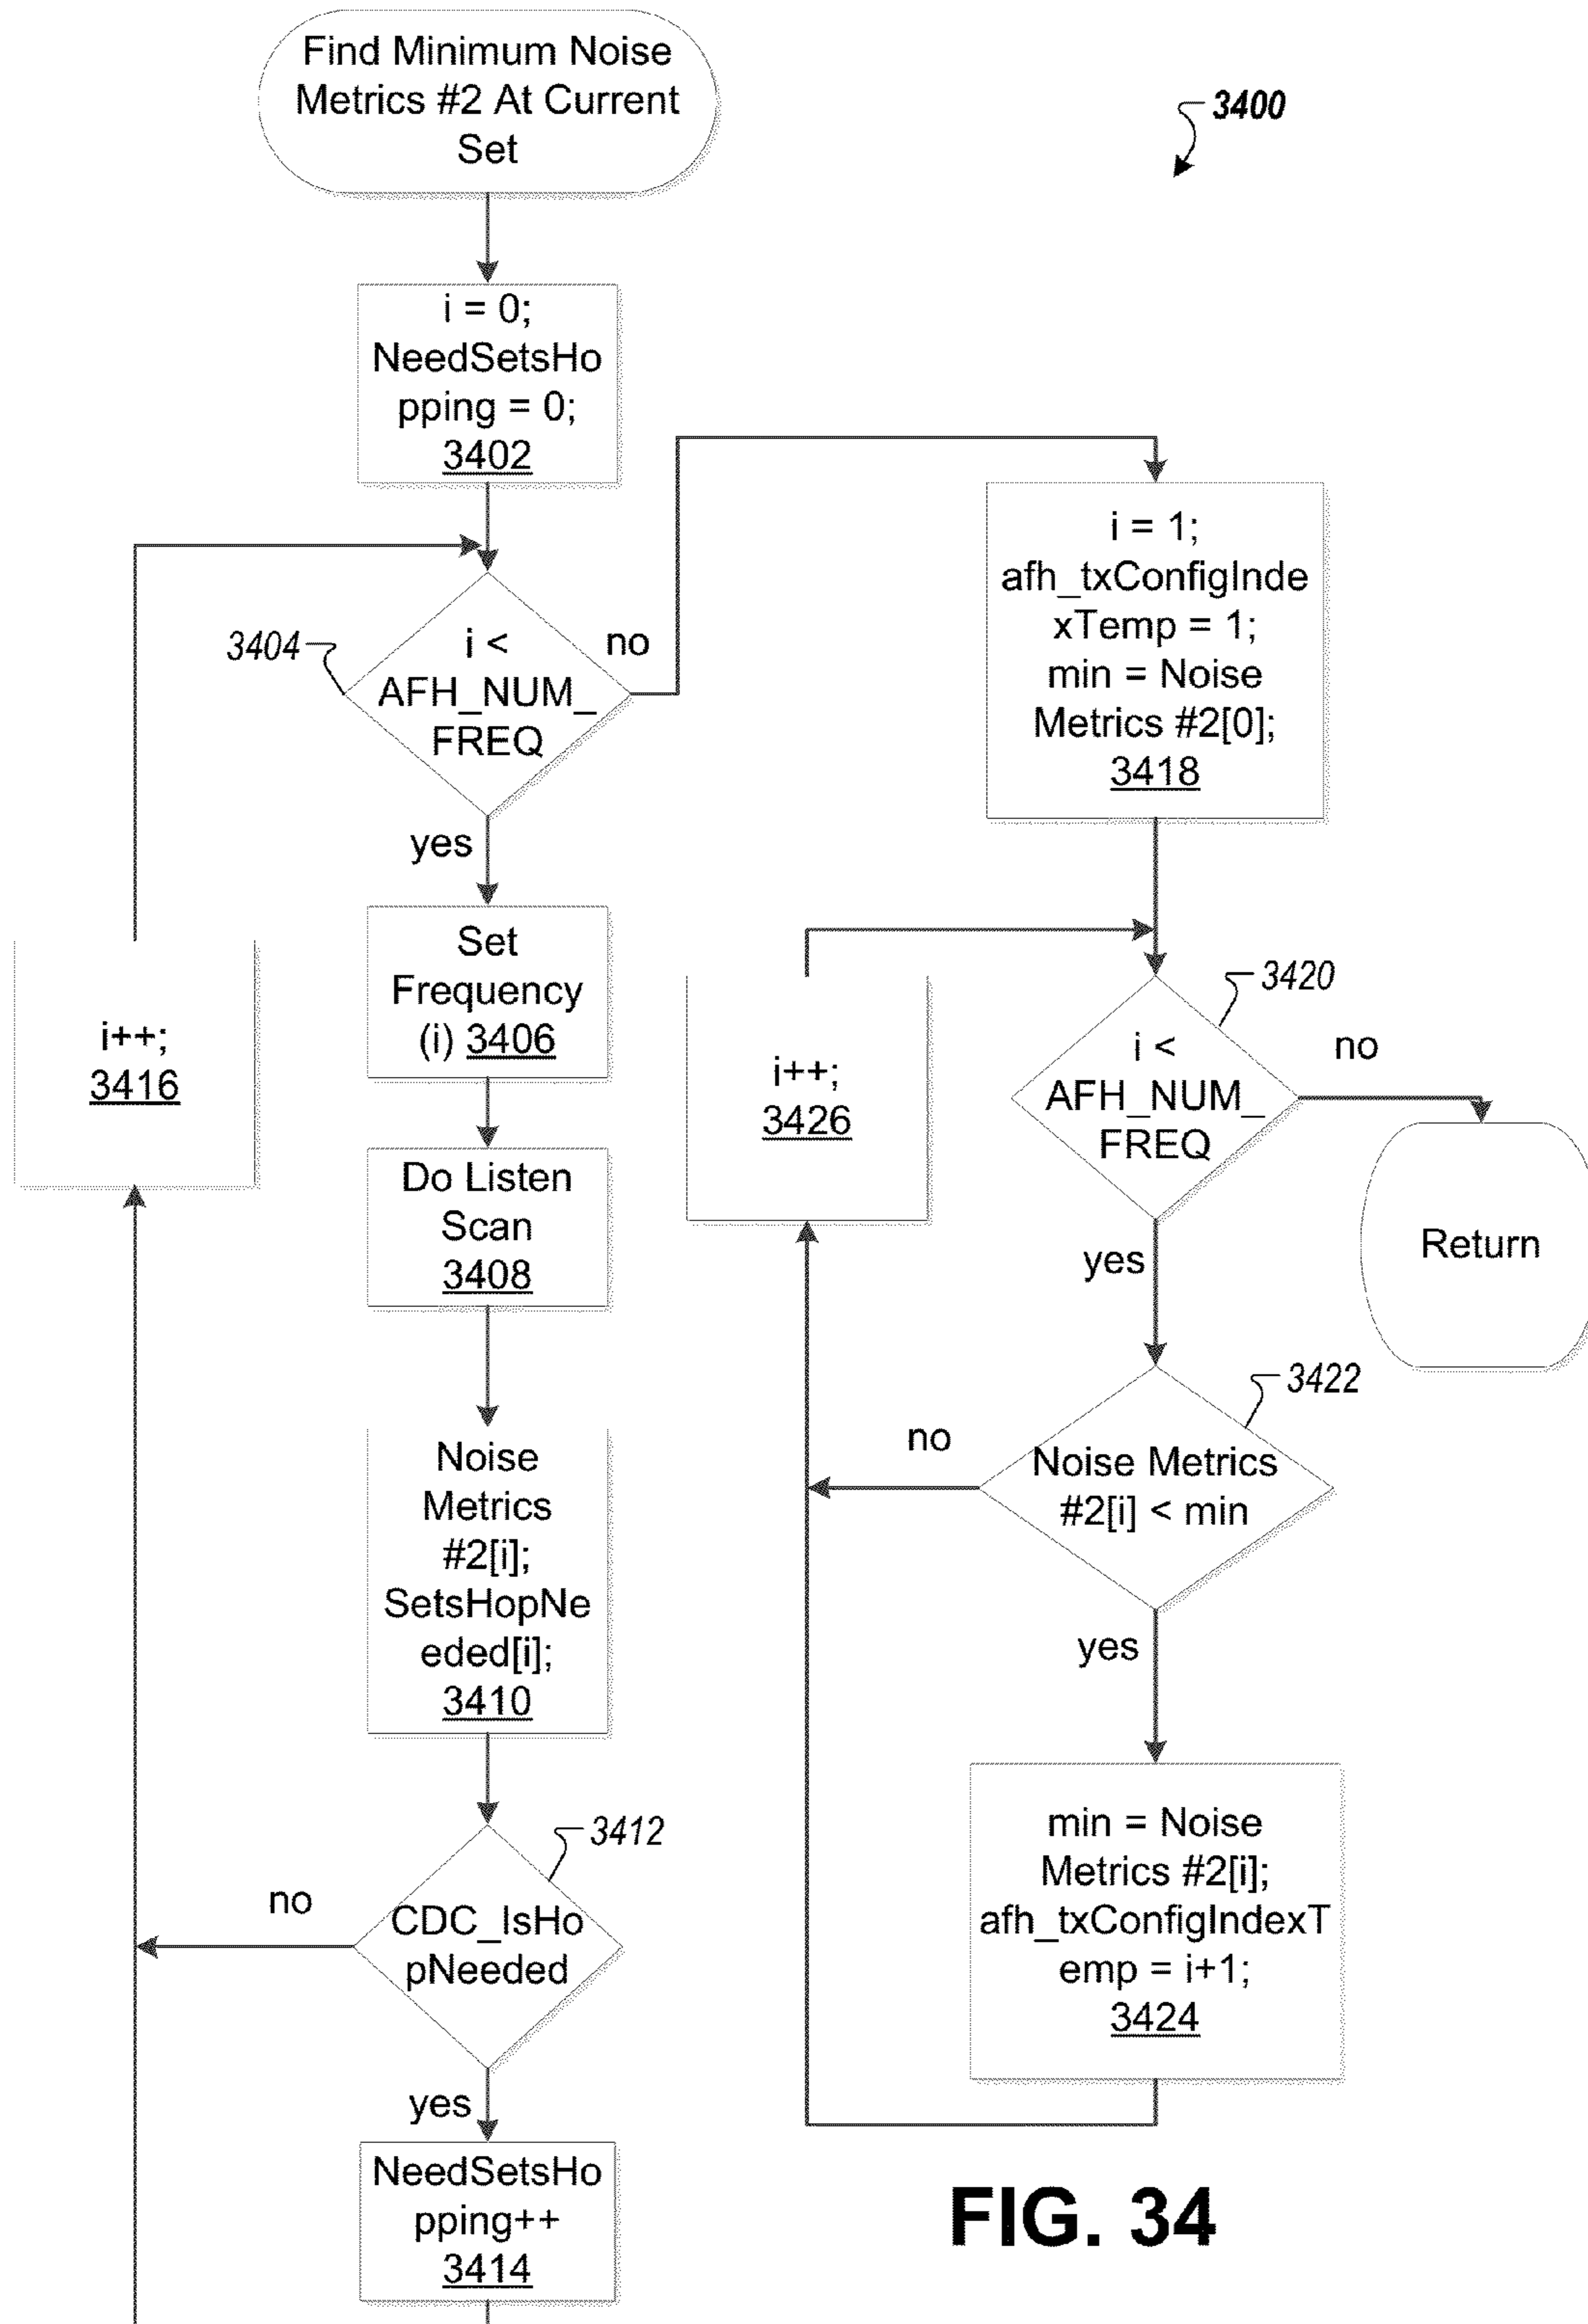 Find Minimum Noise
Metrics #2 At Current
Set
3400
i = 0;
NeedSetsHo
pping = 0;
3402
3404
i <
AFH_NUM_
FREQ
no
yes
Set
Frequency
(i) 3406
Do Listen
Scan
3408
Noise
Metrics
#2[i];
SetsHopNe
eded[i];
3410
3412
CDC_IsHo
pNeeded
no
yes
NeedSetsHo
pping++
3414
i++;
3416
i = 1;
afh_txConfigInde
xTemp = 1;
min = Noise
Metrics #2[0];
3418
3420
i <
AFH_NUM_
FREQ
no
Return
yes
3422
Noise Metrics
#2[i] < min
no
yes
min = Noise
Metrics #2[i];
afh_txConfigIndexT
emp = i+1;
3424
i++;
3426
FIG. 34